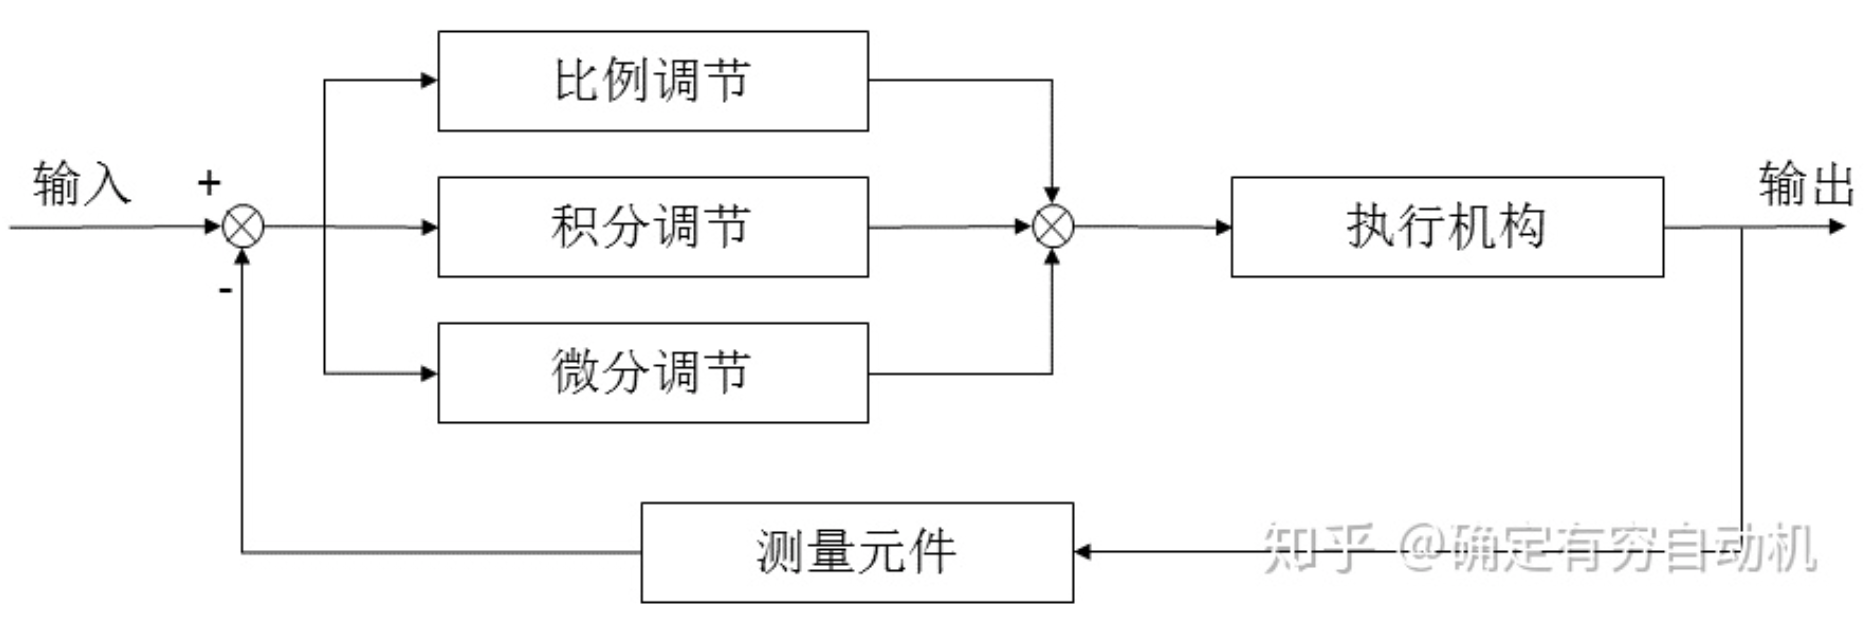 比例调节
输入
+
积分调节
执行机构
输出
-
微分调节
测量元件
知乎 @确定有穷自动机